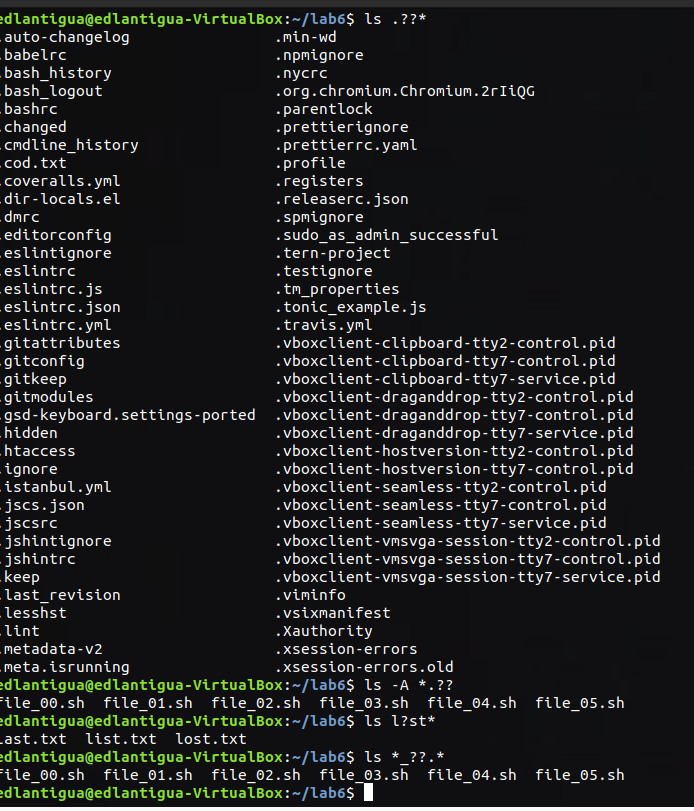 edlantigua@edlantigua-VirtualBox:~/lab6$ ls .??*
.auto-changelog .min-wd
.babelrc .npmignore
.bash_history .nycrc
.bash_logout .org.chromium.Chromium.2rIiQG
.bashrc .parentlock
.changed .prettierignore
.cmdline_history .prettierrc.yaml
.cod.txt .profile
.coveralls.yml .registers
.dir-locals.el .releaserc.json
.dmrc .spmignore
.editorconfig .sudo_as_admin_successful
.eslintignore .tern-project
.eslintrc .testignore
.eslintrc.js .tm_properties
.eslintrc.json .tonic_example.js
.eslintrc.yml .travis.yml
.gitattributes .vboxclient-clipboard-tty2-control.pid
.gitconfig .vboxclient-clipboard-tty7-control.pid
.gitkeep .vboxclient-clipboard-tty7-service.pid
.gitmodules .vboxclient-draganddrop-tty2-control.pid
.gsd-keyboard.settings-ported .vboxclient-draganddrop-tty7-control.pid
.hidden .vboxclient-draganddrop-tty7-service.pid
.htaccess .vboxclient-hostversion-tty2-control.pid
.ignore .vboxclient-hostversion-tty7-control.pid
.istanbul.yml .vboxclient-seamless-tty2-control.pid
.jscs.json .vboxclient-seamless-tty7-control.pid
.jscsrc .vboxclient-seamless-tty7-service.pid
.jshintignore .vboxclient-vmsvga-session-tty2-control.pid
.jshintrc .vboxclient-vmsvga-session-tty7-control.pid
.keep .vboxclient-vmsvga-session-tty7-service.pid
.last_revision .viminfo
.lesshst .vsixmanifest
.lint .Xauthority
.metadata-v2 .xsession-errors
.meta.isrunning .xsession-errors.old
edlantigua@edlantigua-VirtualBox:~/lab6$ ls -A *.??
file_00.sh file_01.sh file_02.sh file_03.sh file_04.sh file_05.sh
edlantigua@edlantigua-VirtualBox:~/lab6$ ls l?st*
last.txt list.txt lost.txt
edlantigua@edlantigua-VirtualBox:~/lab6$ ls *_??.*
file_00.sh file_01.sh file_02.sh file_03.sh file_04.sh file_05.sh
edlantigua@edlantigua-VirtualBox:~/lab6$